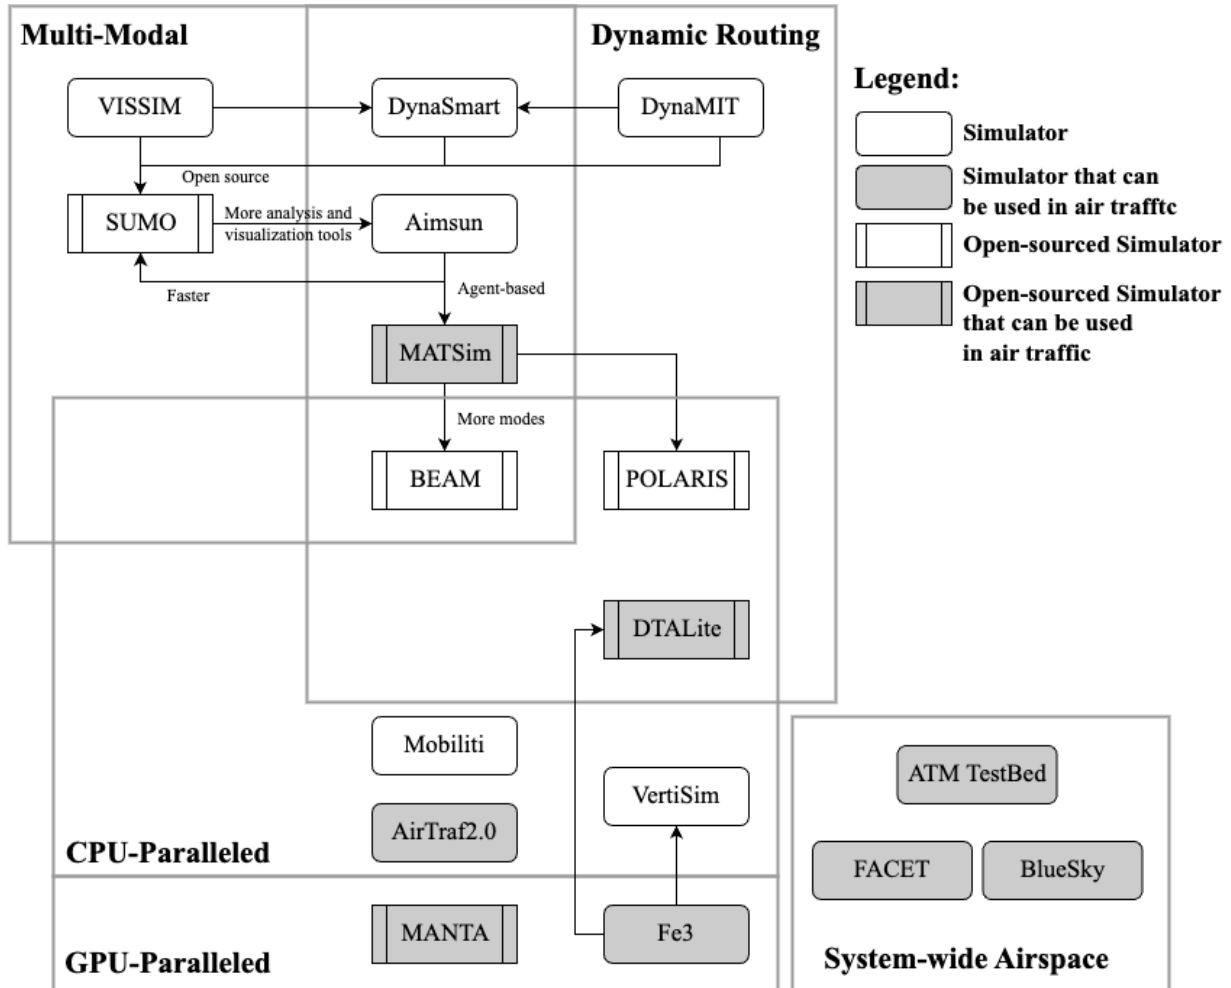 Multi-Modal
Dynamic Routing
VISSIM
DynaSmart
DynaMIT
Open source
SUMO
More analysis and
visualization tools
Aimsun
Faster
Agent-based
MATSim
More modes
BEAM
POLARIS
DTALite
Mobiliti
AirTraf2.0
VertiSim
CPU-Paralleled
MANTA
Fe3
GPU-Paralleled
Legend:
Simulator
Simulator that can
be used in air trafftc
Open-sourced Simulator
Open-sourced Simulator
that can be used
in air traffic
ATM TestBed
FACET
BlueSky
System-wide Airspace